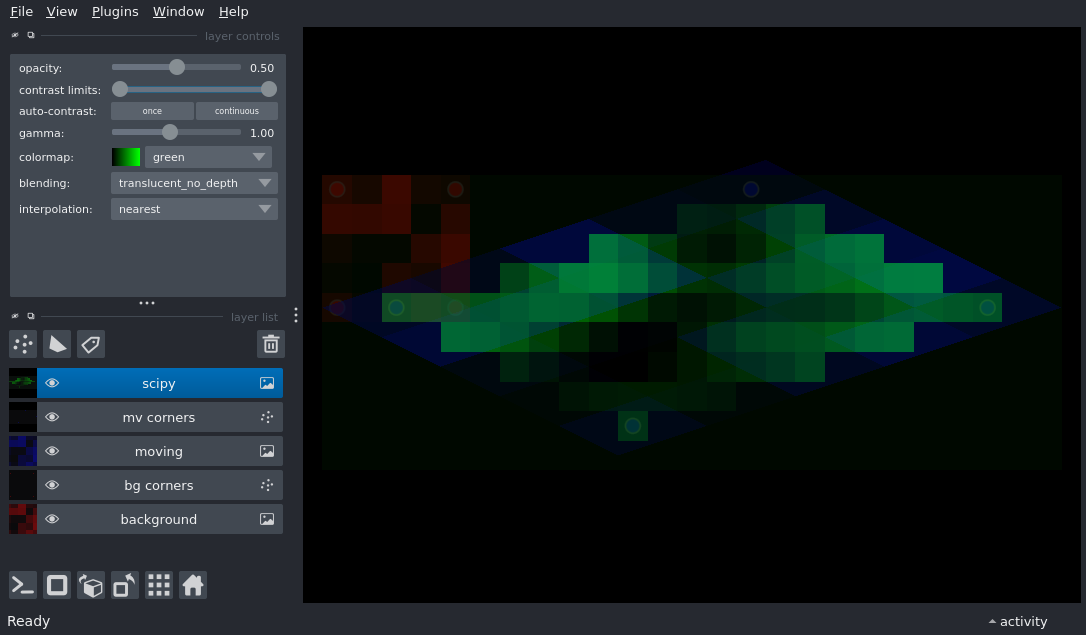 File View Plugins Window Help
layer controls
opacity: 0.50
contrast limits:
auto-contrast: once continuous
gamma: 1.00
colormap: green
blending: translucent_no_depth
interpolation: nearest
layer list
scipy
mv corners
moving
bg corners
background
Ready
activity